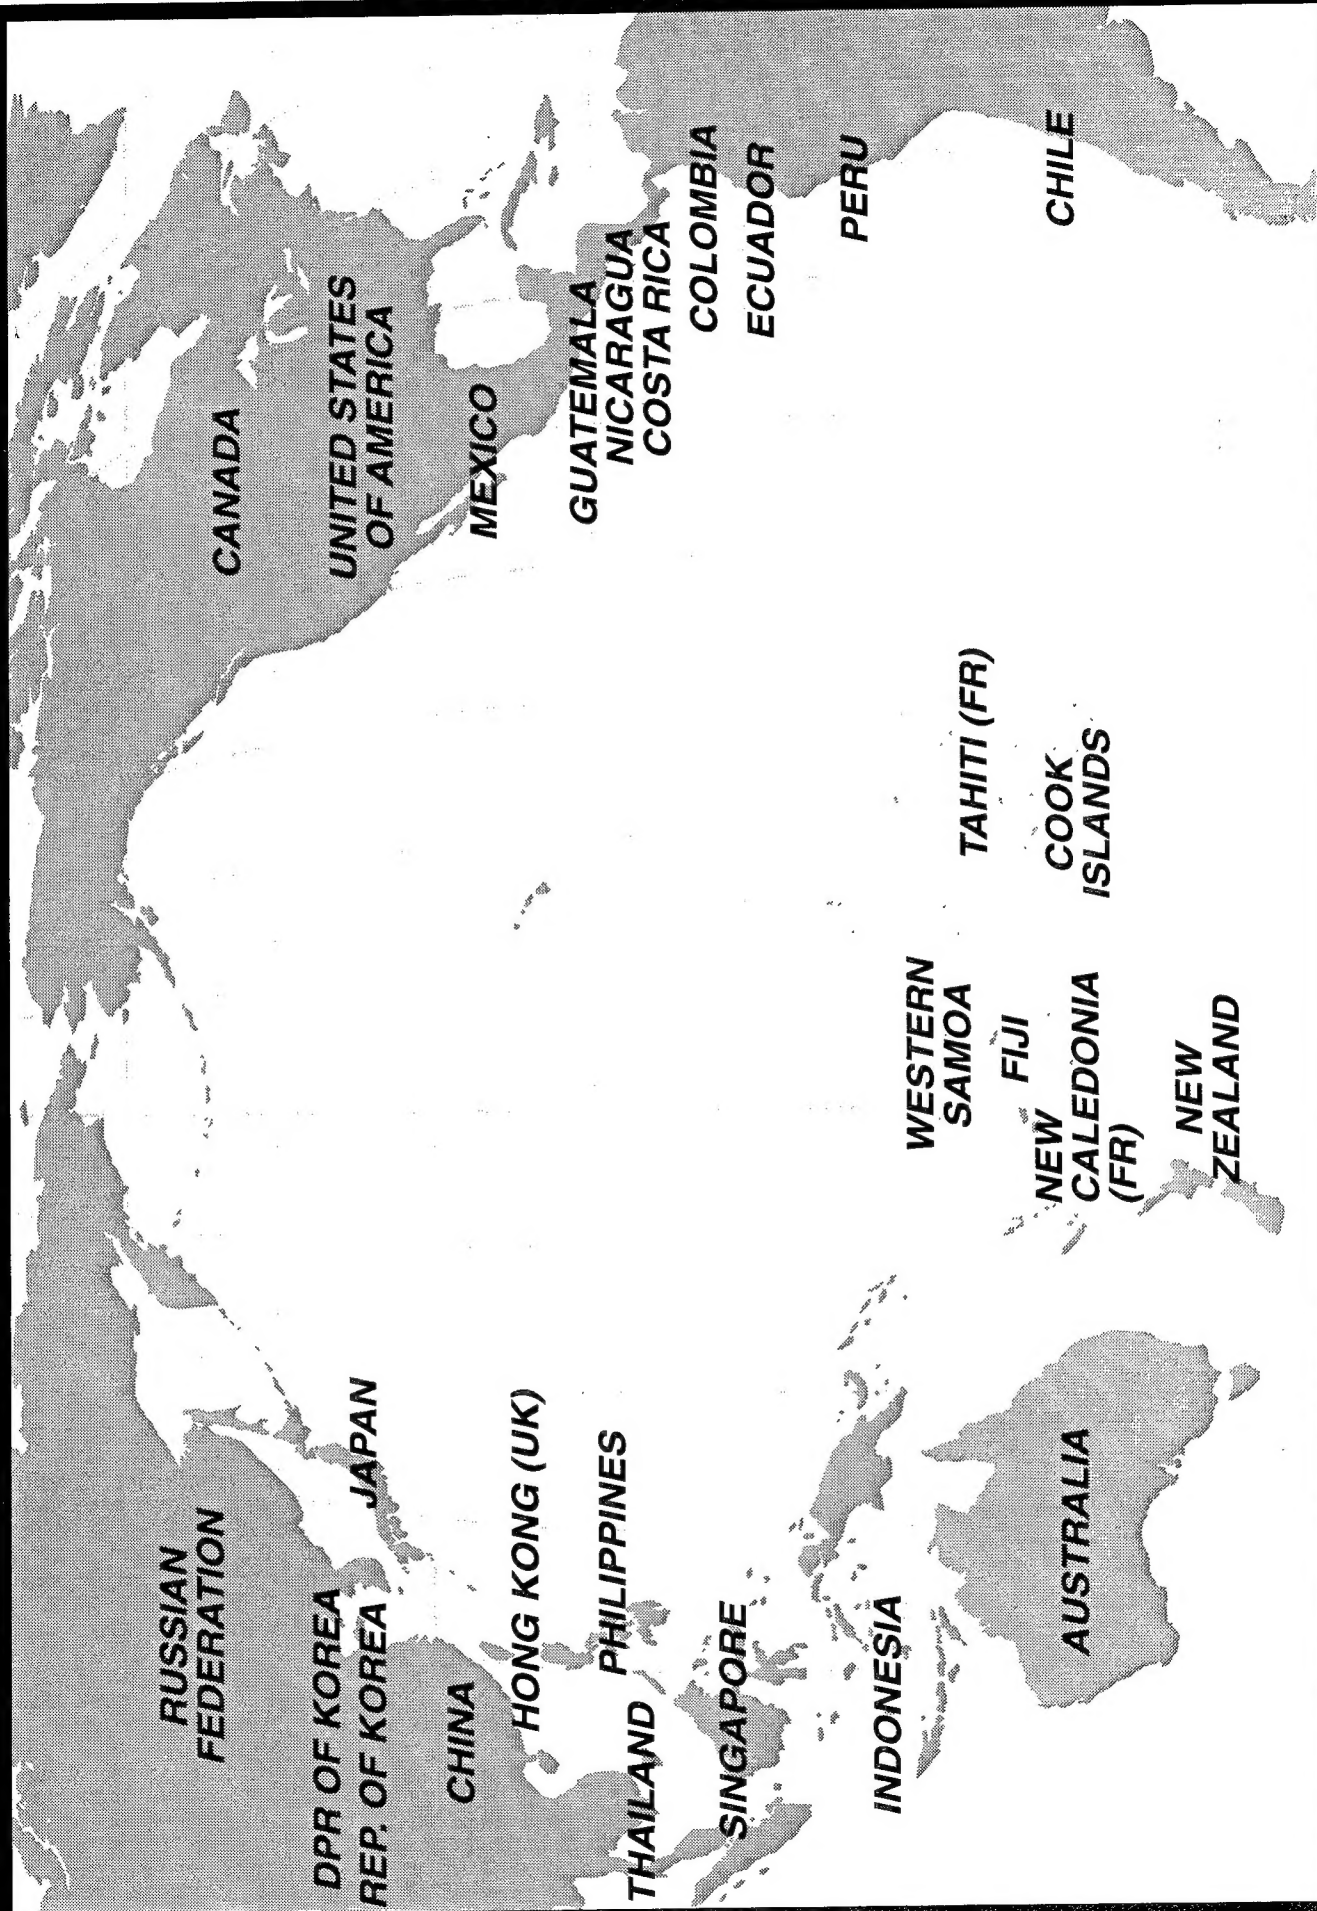 RUSSIAN
FEDERATION
DPR OF KOREA
REP. OF KOREA
JAPAN
CHINA
HONG KONG (UK)
THAILAND
PHILIPPINES
SINGAPORE
INDONESIA
AUSTRALIA
WESTERN
SAMOA
FIJI
NEW
CALEDONIA
(FR)
NEW
ZEALAND
TAHITI (FR)
COOK
ISLANDS
CANADA
UNITED STATES
OF AMERICA
MEXICO
GUATEMALA
NICARAGUA
COSTA RICA
COLOMBIA
ECUADOR
PERU
CHILE